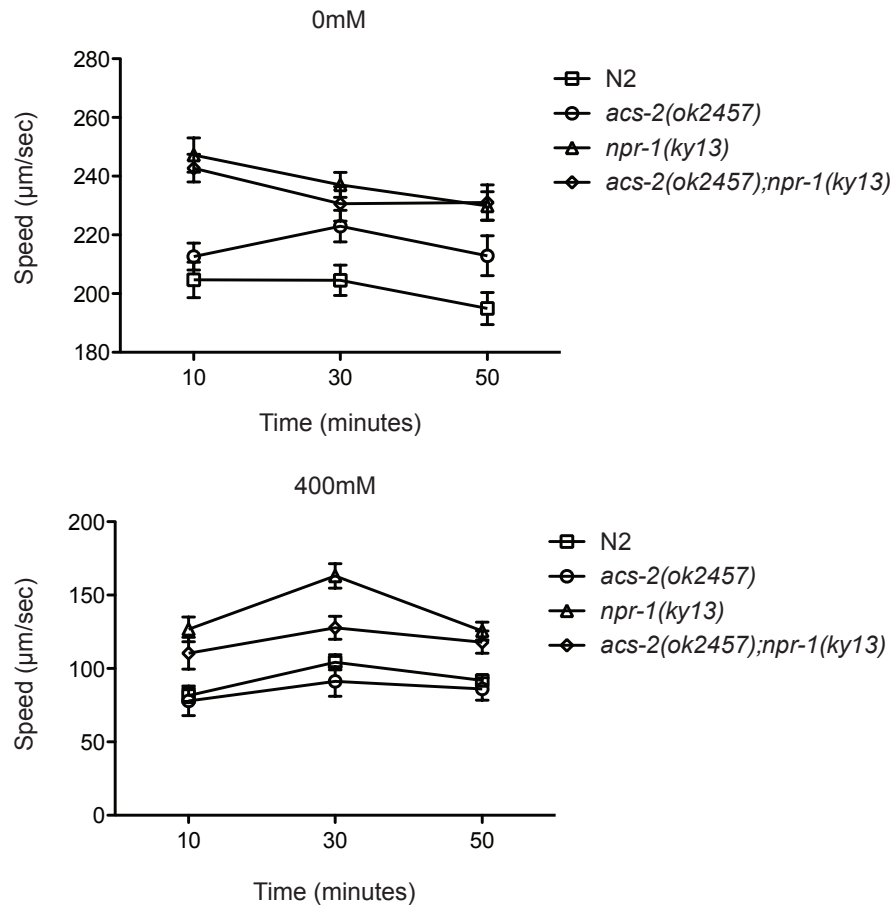 0mM
280
260
240
220
200
180
Speed (µm/sec)
10 30 50
Time (minutes)
N2
acs-2(ok2457)
npr-1(ky13)
acs-2(ok2457);npr-1(ky13)
400mM
200
150
100
50
0
Speed (µm/sec)
10 30 50
Time (minutes)
N2
acs-2(ok2457)
npr-1(ky13)
acs-2(ok2457);npr-1(ky13)